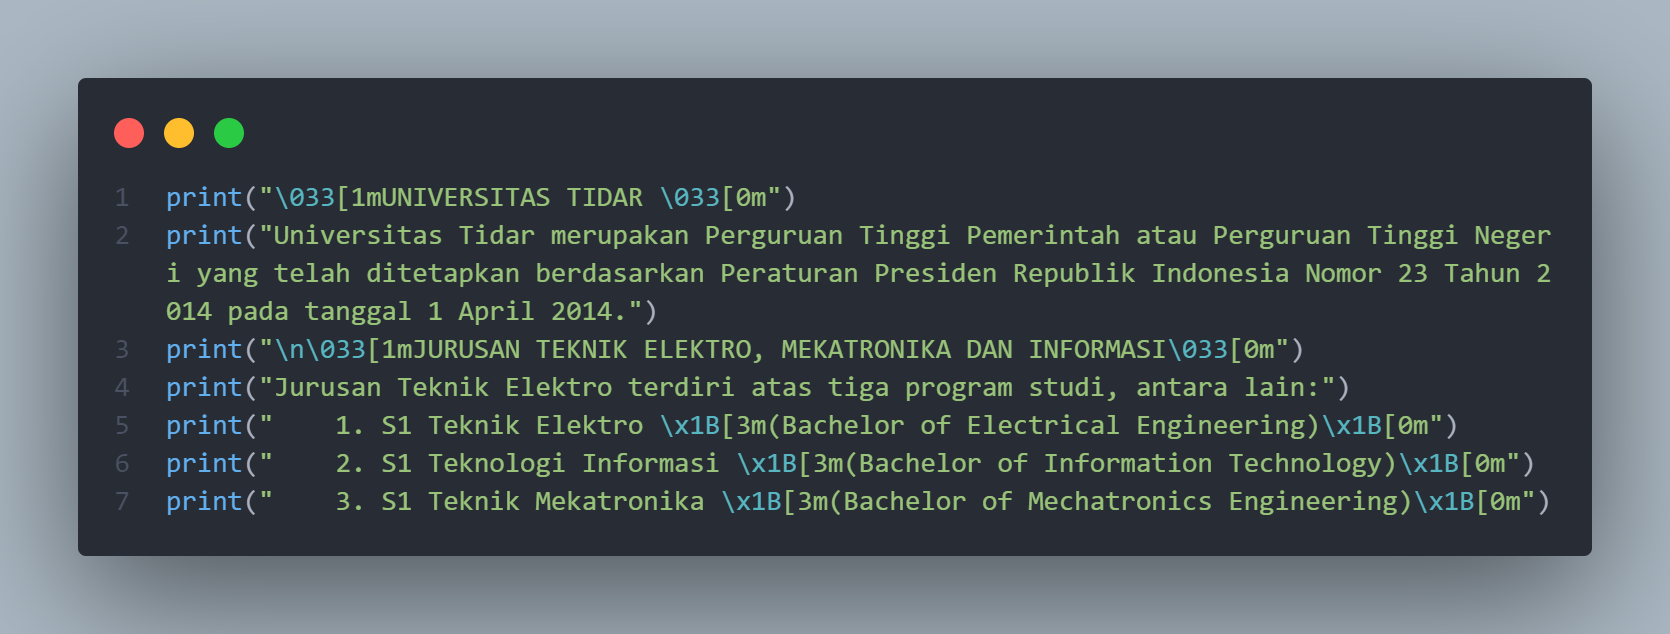 1 print("\033[1mUNIVERSITAS TIDAR \033[0m")
2 print("Universitas Tidar merupakan Perguruan Tinggi Pemerintah atau Perguruan Tinggi Neger
i yang telah ditetapkan berdasarkan Peraturan Presiden Republik Indonesia Nomor 23 Tahun 2
014 pada tanggal 1 April 2014.")
3 print("\n\033[1mJURUSAN TEKNIK ELEKTRO, MEKATRONIKA DAN INFORMASI\033[0m")
4 print("Jurusan Teknik Elektro terdiri atas tiga program studi, antara lain:")
5 print("    1. S1 Teknik Elektro \x1B[3m(Bachelor of Electrical Engineering)\x1B[0m")
6 print("    2. S1 Teknologi Informasi \x1B[3m(Bachelor of Information Technology)\x1B[0m")
7 print("    3. S1 Teknik Mekatronika \x1B[3m(Bachelor of Mechatronics Engineering)\x1B[0m")